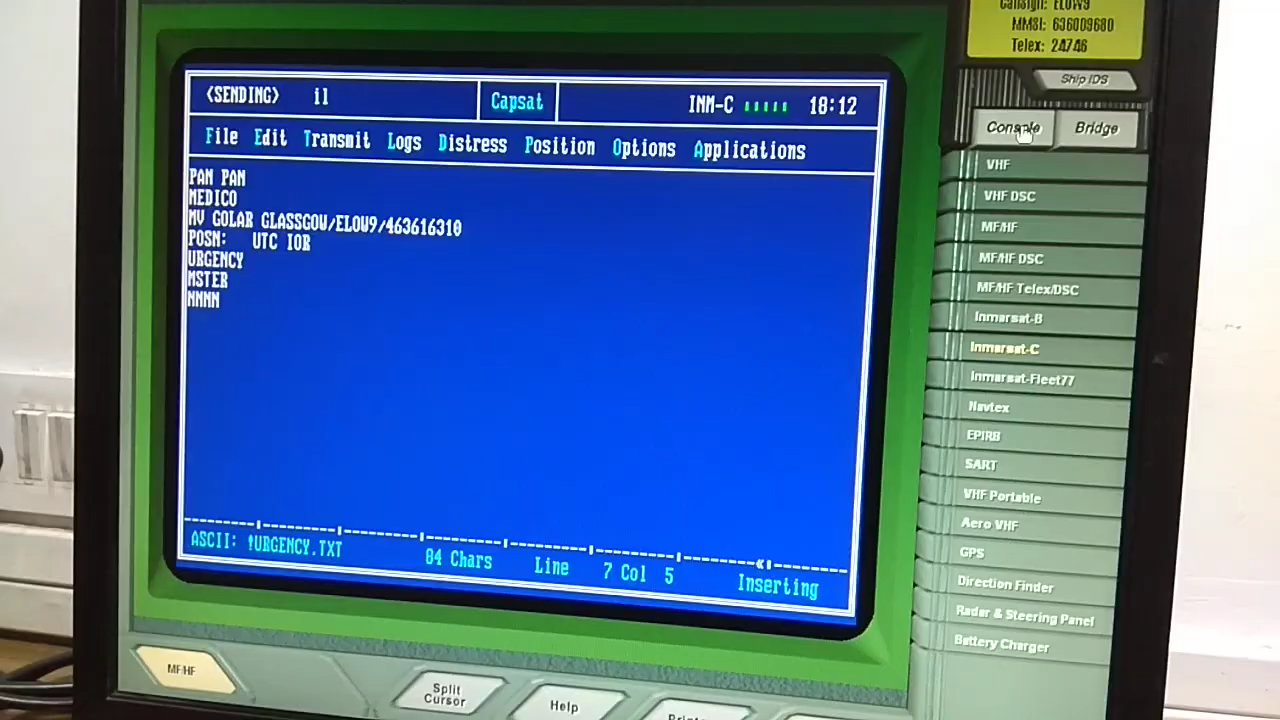 Callsign: ELOW9
MMSI: 636009680
Telex: 24746
Ship IDS
Console Bridge
<SENDING> il Capsat INM-C 18:12
File Edit Transmit Logs Distress Position Options Applications
PAN PAN
MEDICO
MV GOLAR GLASSGOW/ELOW9/463616310
POSN: UTC IOR
URGENCY
MSTER
NNNN
ASCII: !URGENCY.TXT 84 Chars Line 7 Col 5 Inserting
VHF
VHF DSC
MF/HF
MF/HF DSC
MF/HF Telex/DSC
Inmarsat-B
Inmarsat-C
Inmarsat-Fleet77
Navtex
EPIRB
SART
VHF Portable
Aero VHF
GPS
Direction Finder
Radar & Steering Panel
Battery Charger
MF/HF
Split
Cursor
Help